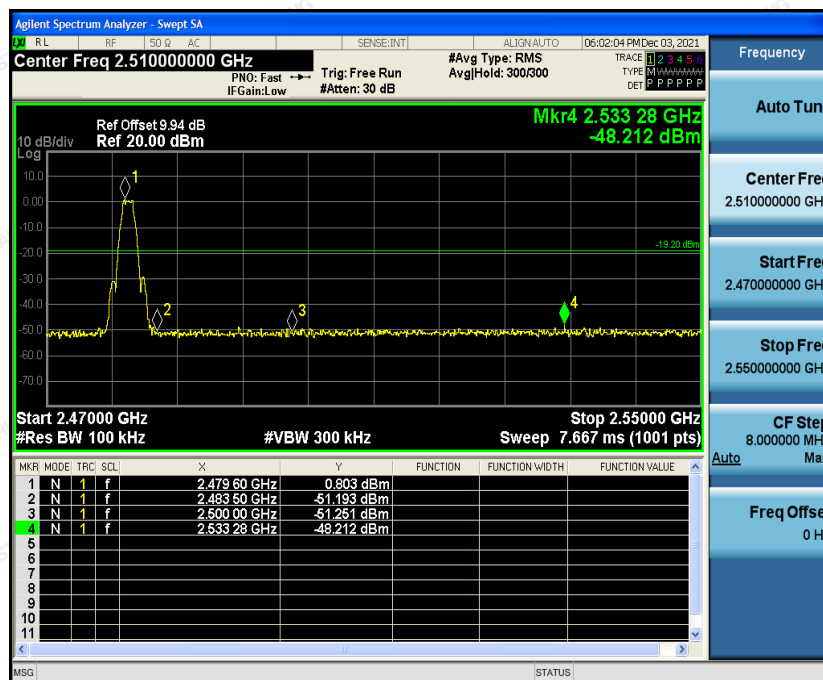 Agilent Spectrum Analyzer - Swept SA
LXI RL RF 50 Ω AC SENSE:INT ALIGN AUTO 06:02:04 PM Dec 03, 2021
Center Freq 2.510000000 GHz
#Avg Type: RMS
TRACE 1 2 3 4 5 6
PNO: Fast Trig: Free Run
Avg|Hold: 300/300
TYPE MWWWWW
IFGain:Low #Atten: 30 dB
DET P P P P P P
Mkr4 2.533 28 GHz
-48.212 dBm
Ref Offset 9.94 dB
10 dB/div Ref 20.00 dBm
Log
10.0
0.00
-10.0
-20.0
-30.0
-40.0
-50.0
-60.0
-70.0
1
2
3
4
-19.20 dBm
Start 2.47000 GHz Stop 2.55000 GHz
#Res BW 100 kHz #VBW 300 kHz Sweep 7.667 ms (1001 pts)
MKR MODE TRC SCL X Y FUNCTION FUNCTION WIDTH FUNCTION VALUE
1 N 1 f 2.479 60 GHz 0.803 dBm
2 N 1 f 2.483 50 GHz -51.193 dBm
3 N 1 f 2.500 00 GHz -51.251 dBm
4 N 1 f 2.533 28 GHz -48.212 dBm
5
6
7
8
9
10
11
MSG STATUS
Frequency
Auto Tun
Center Fre
2.510000000 GH
Start Fre
2.470000000 GH
Stop Fre
2.550000000 GH
CF Step
8.000000 MH
Auto Ma
Freq Offse
0 H